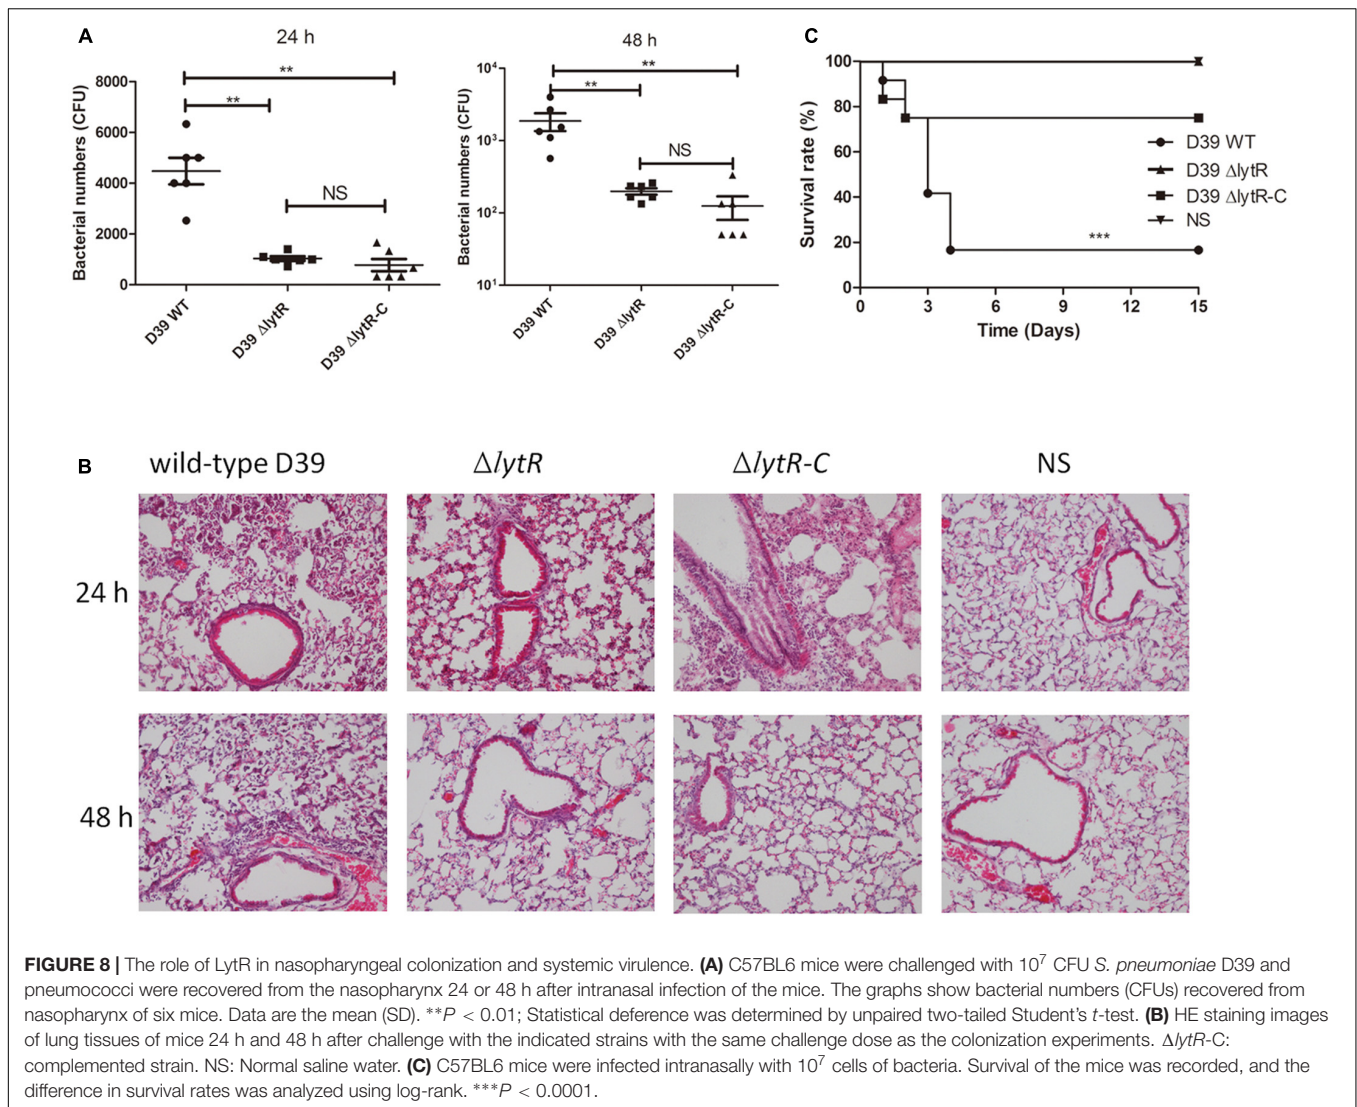 A
24 h
**
**
NS
Bacterial numbers (CFU)
8000
6000
4000
2000
0
D39 WT
D39 ΔlytR
D39 ΔlytR-C
48 h
**
**
NS
Bacterial numbers (CFU)
10⁴
10³
10²
10¹
D39 WT
D39 ΔlytR
D39 ΔlytR-C
C
Survival rate (%)
100
80
60
40
20
0
0
3
6
9
12
15
Time (Days)
D39 WT
D39 ΔlytR
D39 ΔlytR-C
NS
***
B
wild-type D39
ΔlytR
ΔlytR-C
NS
24 h
48 h
FIGURE 8 | The role of LytR in nasopharyngeal colonization and systemic virulence. (A) C57BL6 mice were challenged with 10⁷ CFU S. pneumoniae D39 and
pneumococci were recovered from the nasopharynx 24 or 48 h after intranasal infection of the mice. The graphs show bacterial numbers (CFUs) recovered from
nasopharynx of six mice. Data are the mean (SD). **P < 0.01; Statistical deference was determined by unpaired two-tailed Student's t-test. (B) HE staining images
of lung tissues of mice 24 h and 48 h after challenge with the indicated strains with the same challenge dose as the colonization experiments. ΔlytR-C:
complemented strain. NS: Normal saline water. (C) C57BL6 mice were infected intranasally with 10⁷ cells of bacteria. Survival of the mice was recorded, and the
difference in survival rates was analyzed using log-rank. ***P < 0.0001.